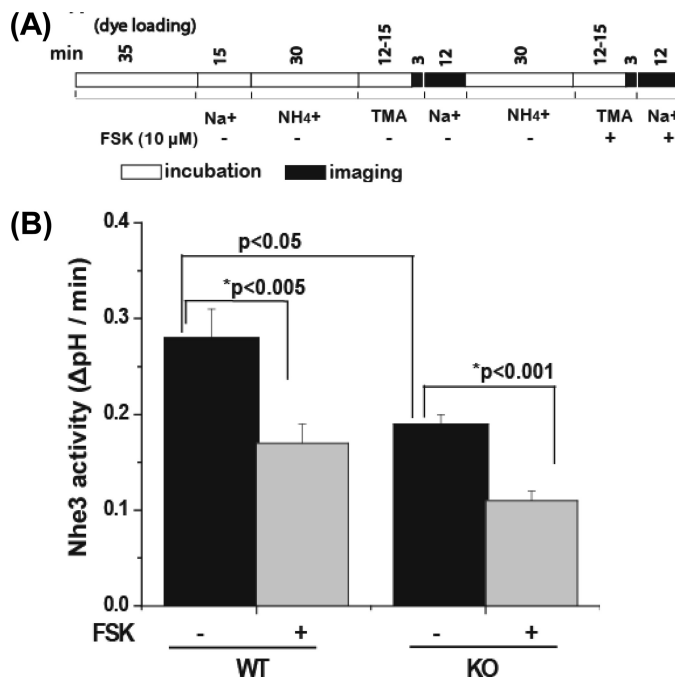 (A)
(dye loading)
min 35 15 30 12-15 3 12 30 12-15 3 12
Na+ NH4+ TMA Na+ NH4+ TMA Na+
FSK (10 µM) - - - - - + +
incubation imaging
(B)
Nhe3 activity (ΔpH / min)
0.4
0.3
0.2
0.1
0.0
p<0.05
*p<0.005
*p<0.001
FSK - + - +
WT KO